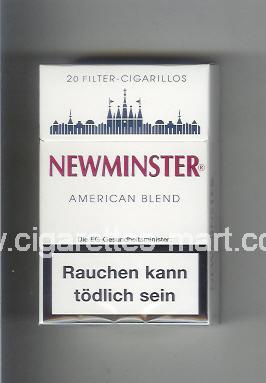 20 FILTER-CIGARILLOS
NEWMINSTER®
AMERICAN BLEND
www.cigarettes-mart.com
Die EG-Gesundheitsminister:
Rauchen kann
tödlich sein